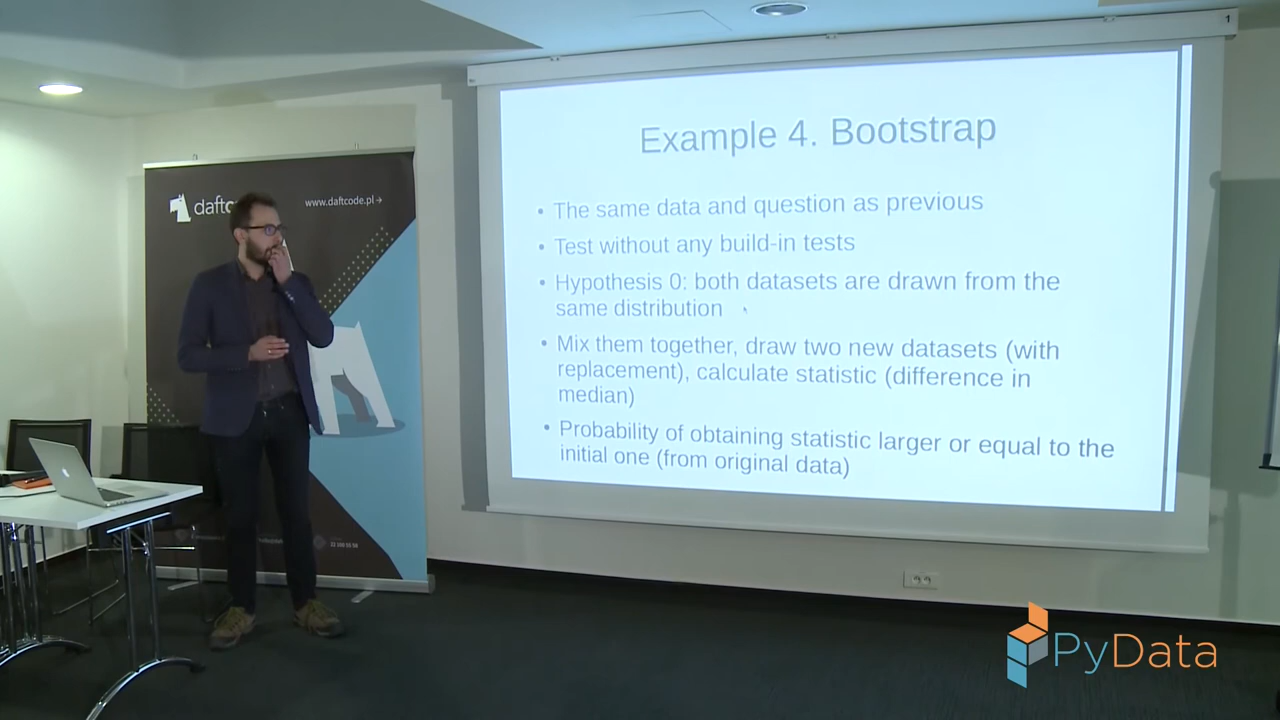 1
Example 4. Bootstrap
• The same data and question as previous
• Test without any build-in tests
• Hypothesis 0: both datasets are drawn from the
same distribution
• Mix them together, draw two new datasets (with
replacement), calculate statistic (difference in
median)
• Probability of obtaining statistic larger or equal to the
initial one (from original data)
www.daftcode.pl→
PyData